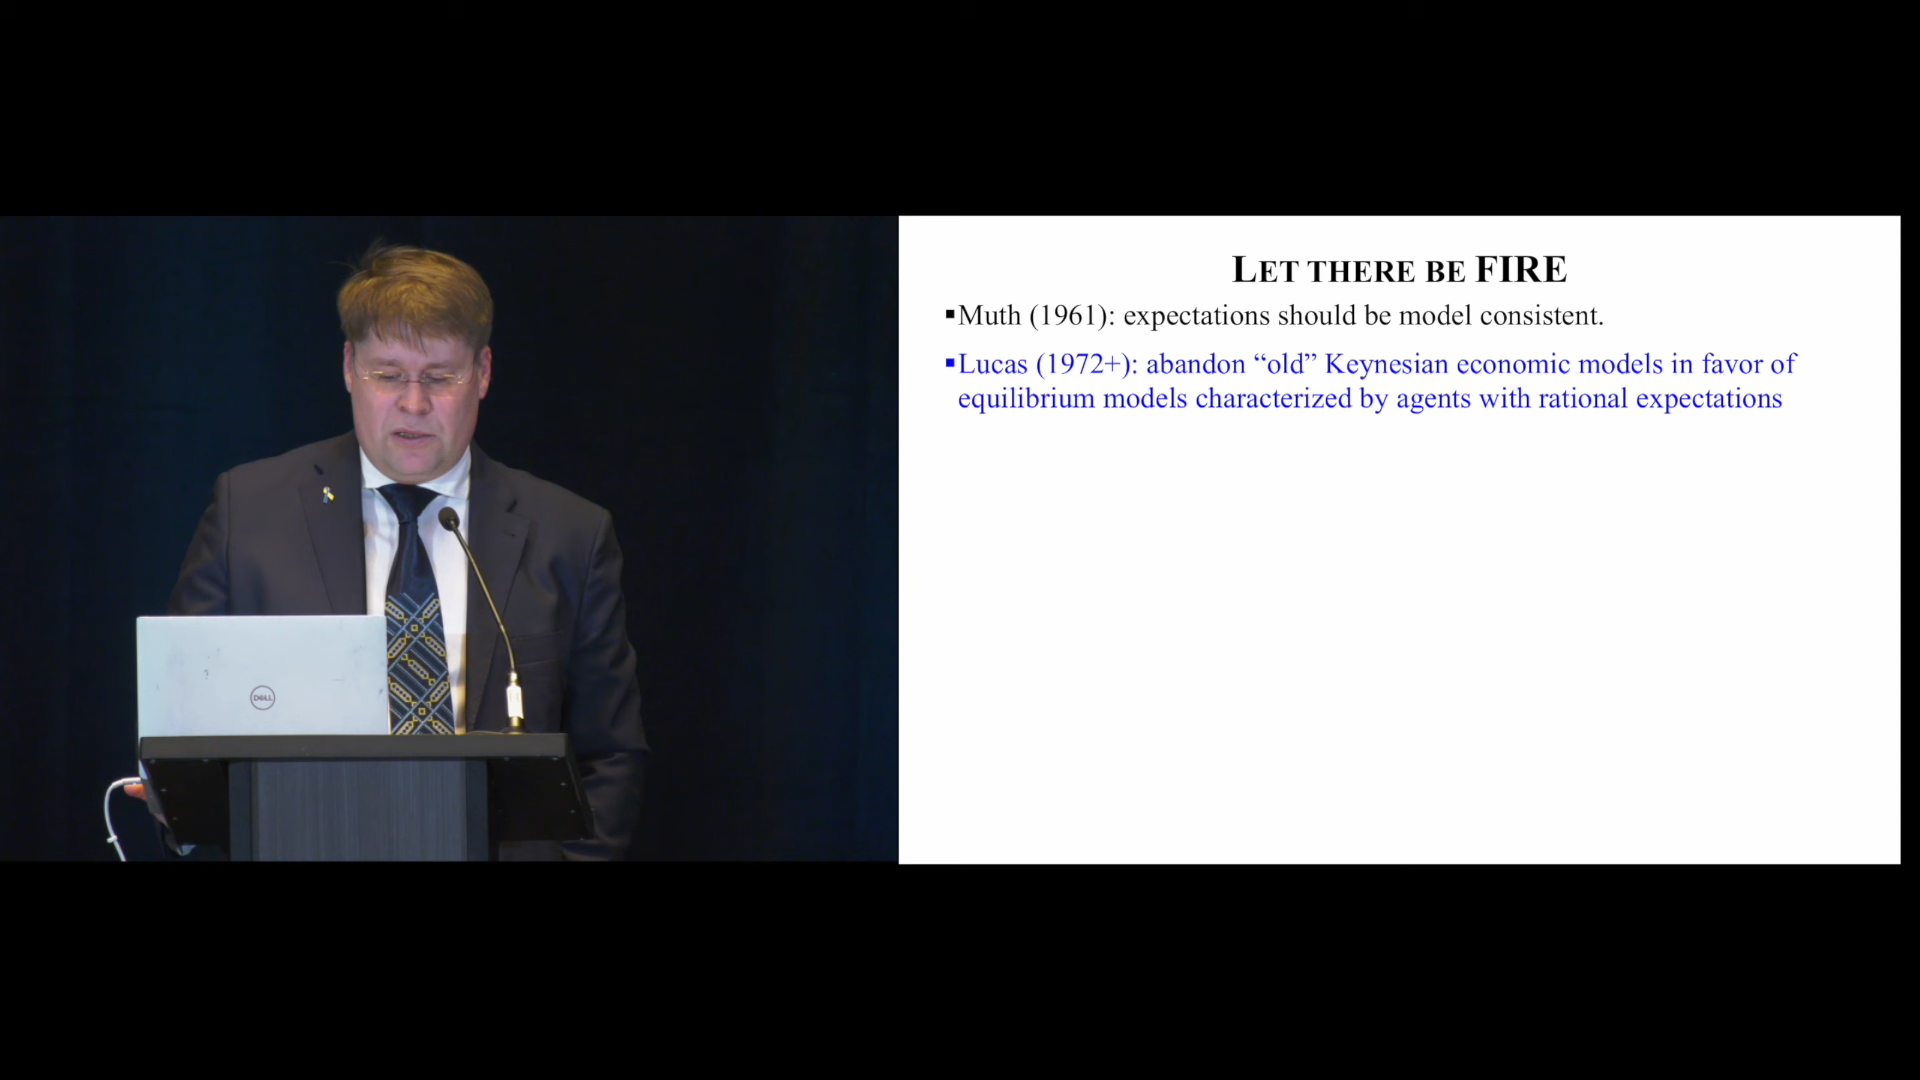 LET THERE BE FIRE
▪Muth (1961): expectations should be model consistent.
▪Lucas (1972+): abandon “old” Keynesian economic models in favor of
equilibrium models characterized by agents with rational expectations
DELL